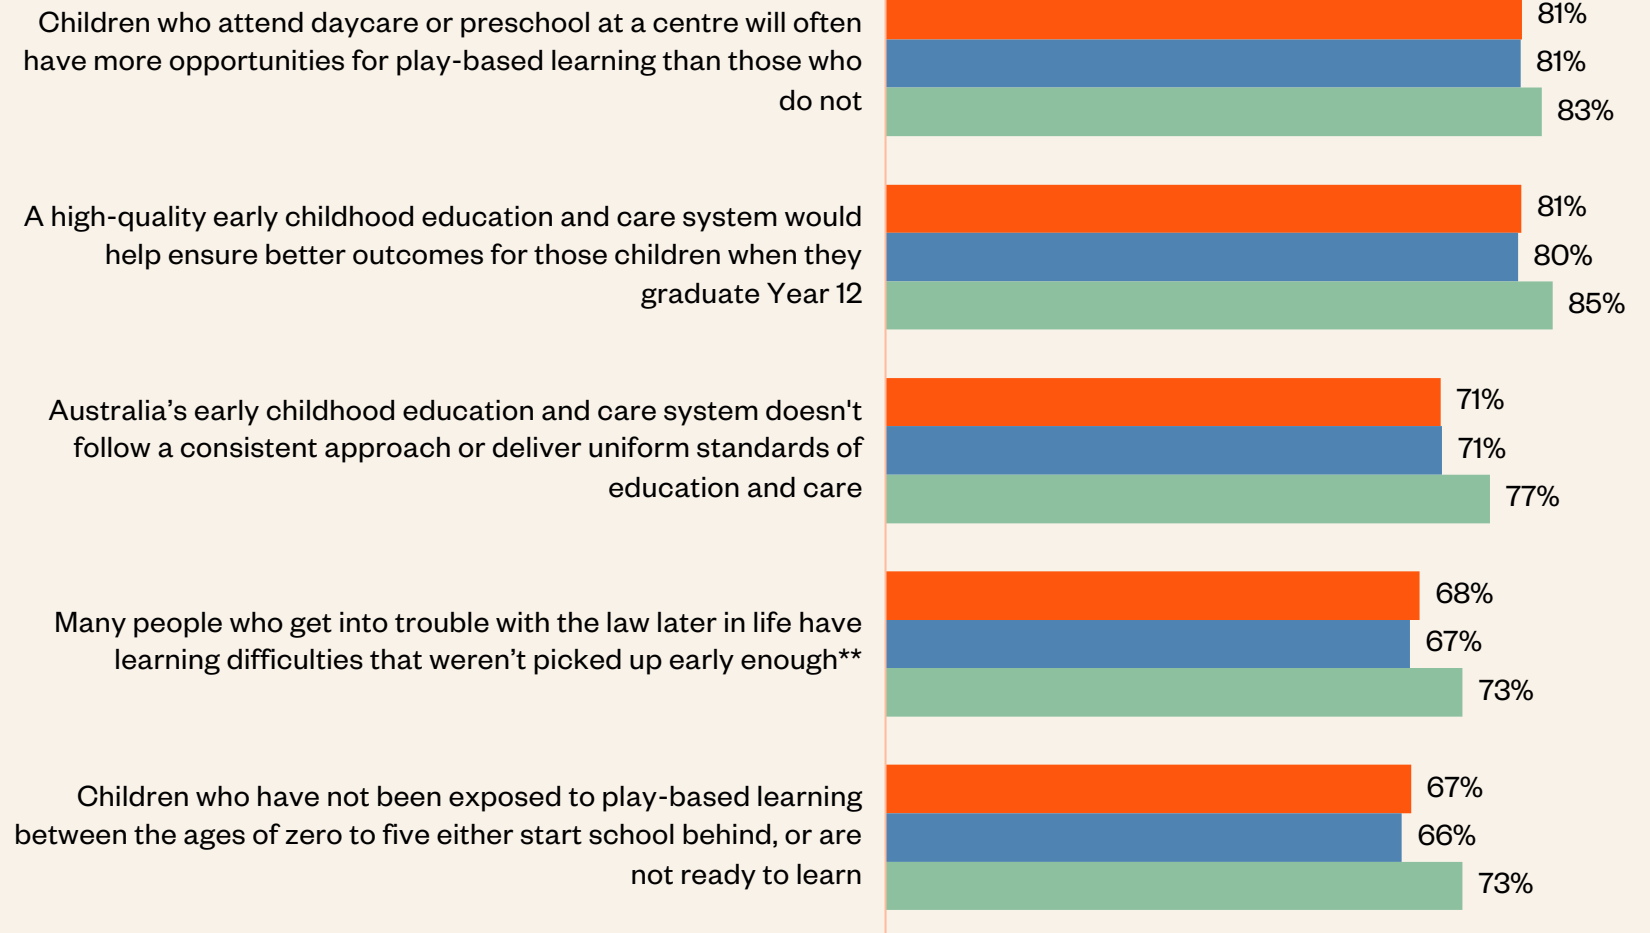 Children who attend daycare or preschool at a centre will often
have more opportunities for play-based learning than those who
do not
81%
81%
83%
A high-quality early childhood education and care system would
help ensure better outcomes for those children when they
graduate Year 12
81%
80%
85%
Australia’s early childhood education and care system doesn't
follow a consistent approach or deliver uniform standards of
education and care
71%
71%
77%
Many people who get into trouble with the law later in life have
learning difficulties that weren’t picked up early enough**
68%
67%
73%
Children who have not been exposed to play-based learning
between the ages of zero to five either start school behind, or are
not ready to learn
67%
66%
73%